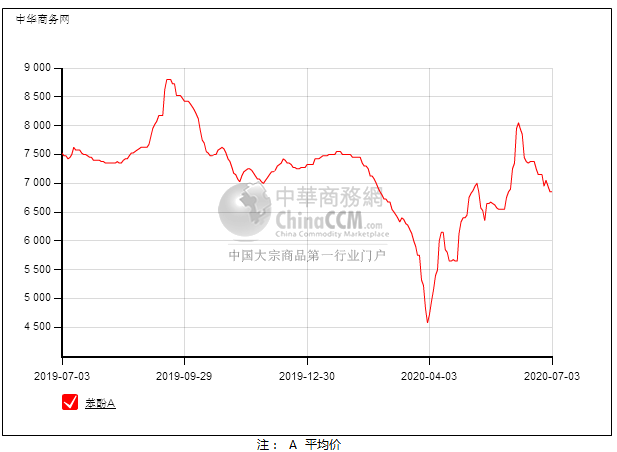 中华商务网
9 000
8 500
8 000
7 500
7 000
6 500
6 000
5 500
5 000
4 500
中華商務網
ChinaCCM.com
China Commodity Marketplace
中国大宗商品第一行业门户
2019-07-03
2019-09-29
2019-12-30
2020-04-03
2020-07-03
苯酚A
注： A 平均价